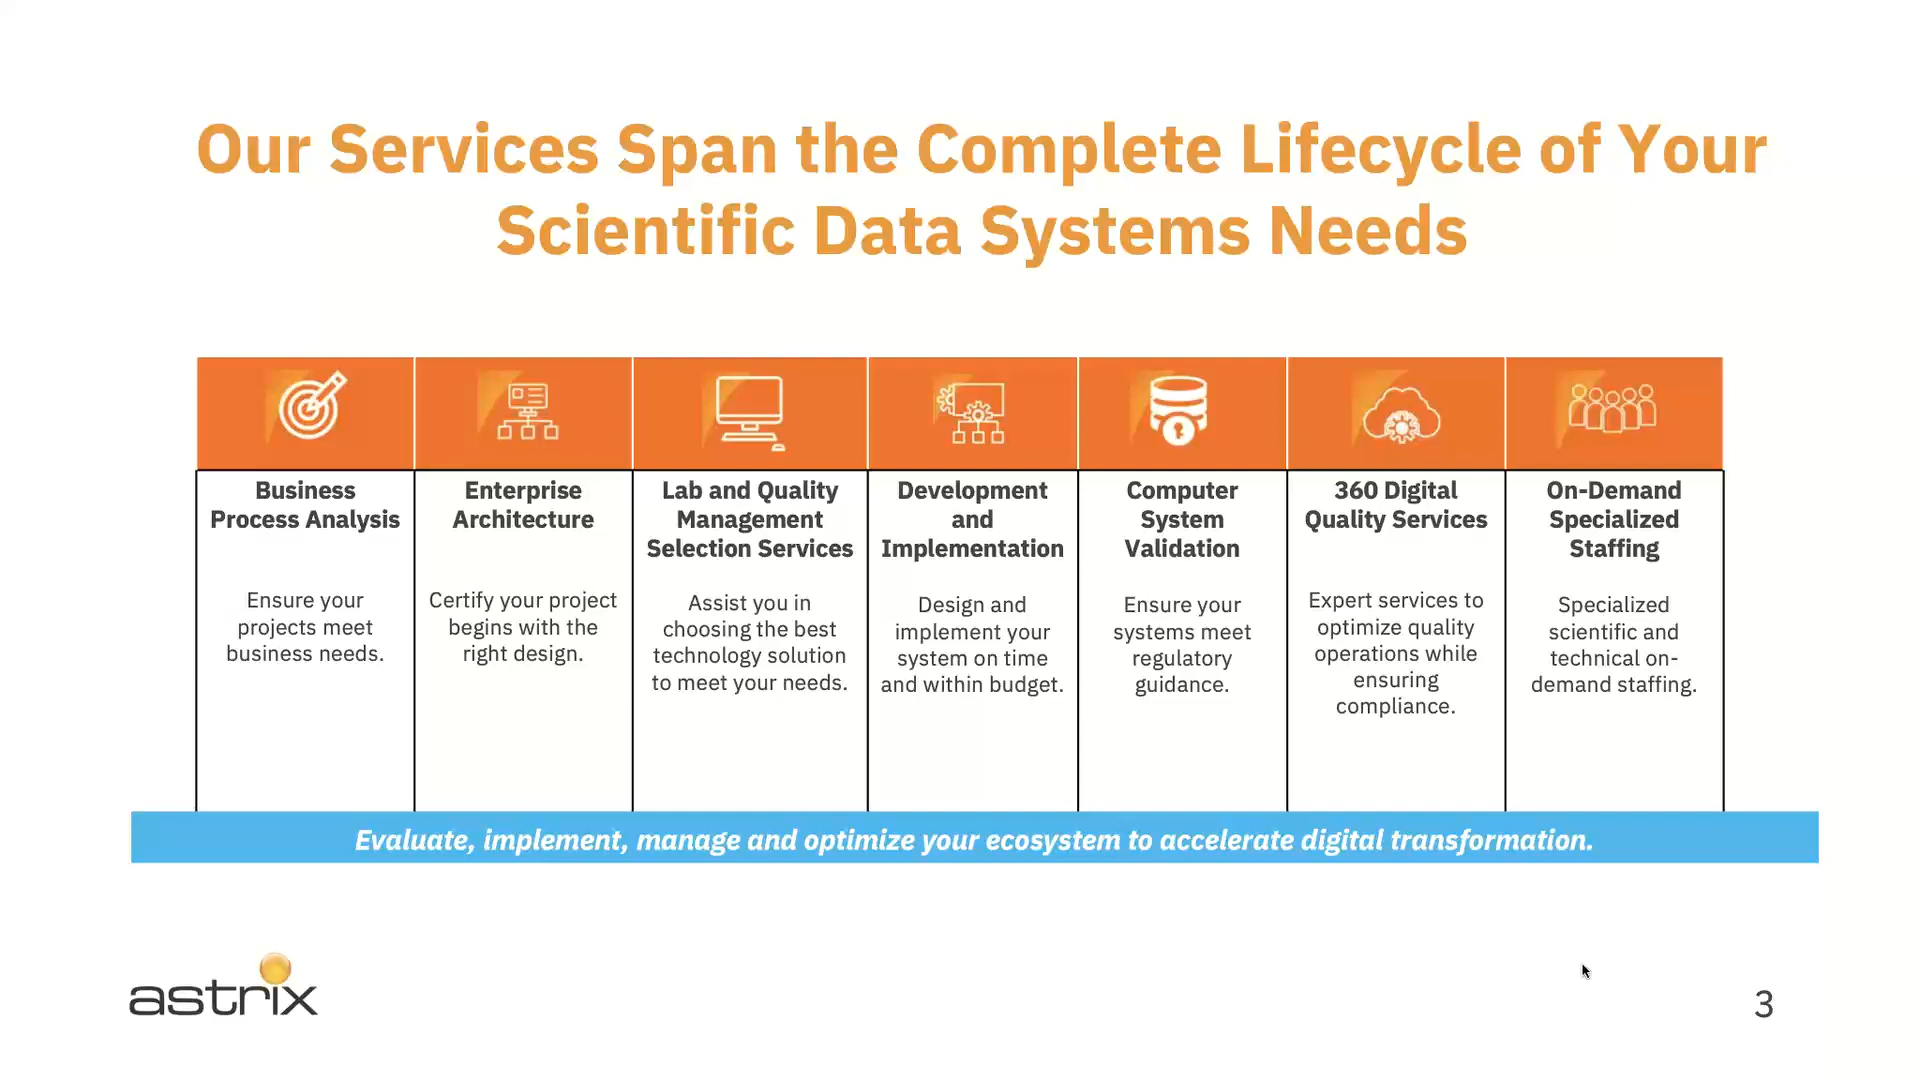 Our Services Span the Complete Lifecycle of Your
Scientific Data Systems Needs
Business
Process Analysis
Ensure your
projects meet
business needs.
Enterprise
Architecture
Certify your project
begins with the
right design.
Lab and Quality
Management
Selection Services
Assist you in
choosing the best
technology solution
to meet your needs.
Development
and
Implementation
Design and
implement your
system on time
and within budget.
Computer
System
Validation
Ensure your
systems meet
regulatory
guidance.
360 Digital
Quality Services
Expert services to
optimize quality
operations while
ensuring
compliance.
On-Demand
Specialized
Staffing
Specialized
scientific and
technical on-
demand staffing.
Evaluate, implement, manage and optimize your ecosystem to accelerate digital transformation.
astrix
3